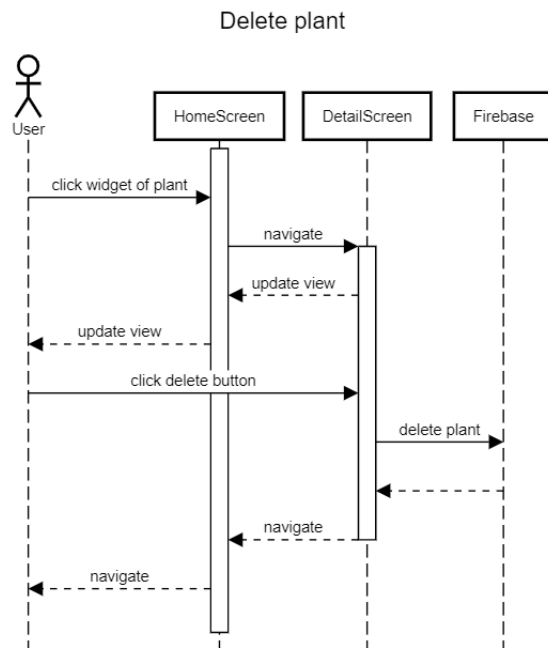 Delete plant
User
HomeScreen
DetailScreen
Firebase
click widget of plant
navigate
update view
update view
click delete button
delete plant
navigate
navigate